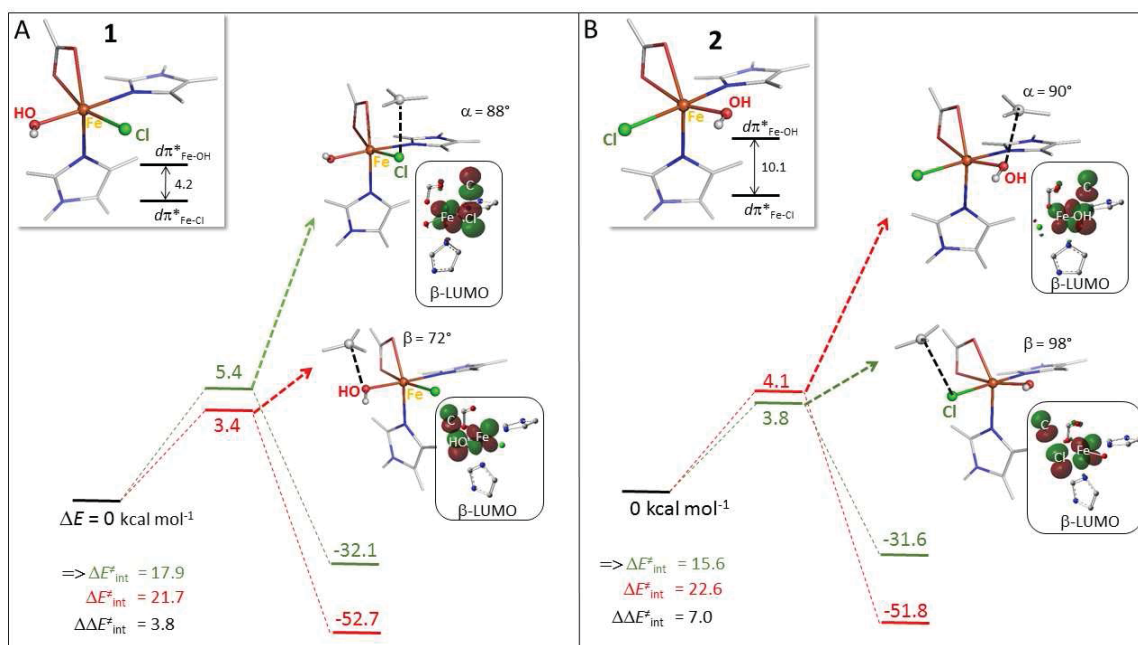 A
1
HO
Fe
Cl
dπ*Fe-OH
4.2
dπ*Fe-Cl
α = 88°
Fe
Cl
C
Fe
Cl
β-LUMO
β = 72°
HO
Fe
C
HO
Fe
β-LUMO
5.4
3.4
ΔE = 0 kcal mol⁻¹
-32.1
-52.7
=> ΔE≠int = 17.9
ΔE≠int = 21.7
ΔΔE≠int = 3.8
B
2
OH
Fe
Cl
dπ*Fe-OH
10.1
dπ*Fe-Cl
α = 90°
OH
C
Fe-OH
β-LUMO
β = 98°
Cl
C
Cl
Fe
β-LUMO
4.1
3.8
0 kcal mol⁻¹
-31.6
-51.8
=> ΔE≠int = 15.6
ΔE≠int = 22.6
ΔΔE≠int = 7.0